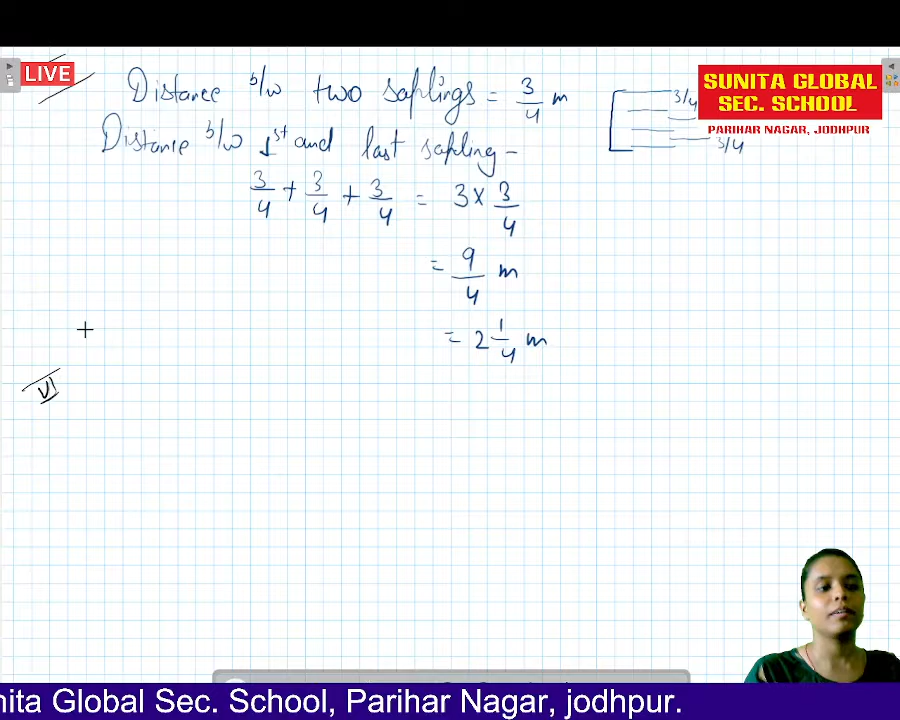 LIVE
Distance b/w two saplings = 3/4 m
Distance b/w 1st and last sapling -
3/4 + 3/4 + 3/4 = 3 × 3/4
= 9/4 m
= 2 1/4 m
VI
3/4
3/4
SUNITA GLOBAL
SEC. SCHOOL
PARIHAR NAGAR, JODHPUR
nita Global Sec. School, Parihar Nagar, jodhpur.